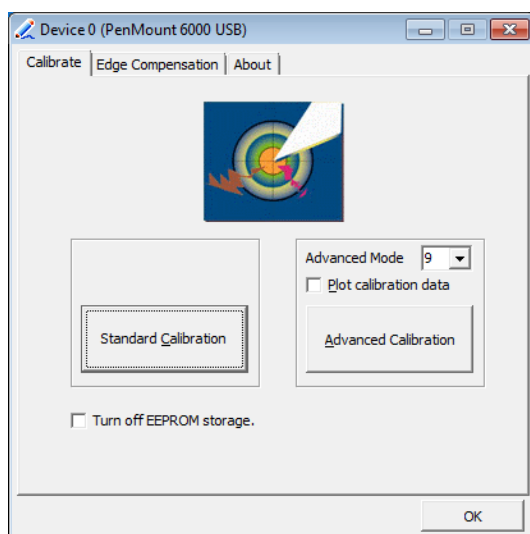 Device 0 (PenMount 6000 USB)
Calibrate Edge Compensation About
Advanced Mode 9
Plot calibration data
Standard Calibration Advanced Calibration
Turn off EEPROM storage.
OK